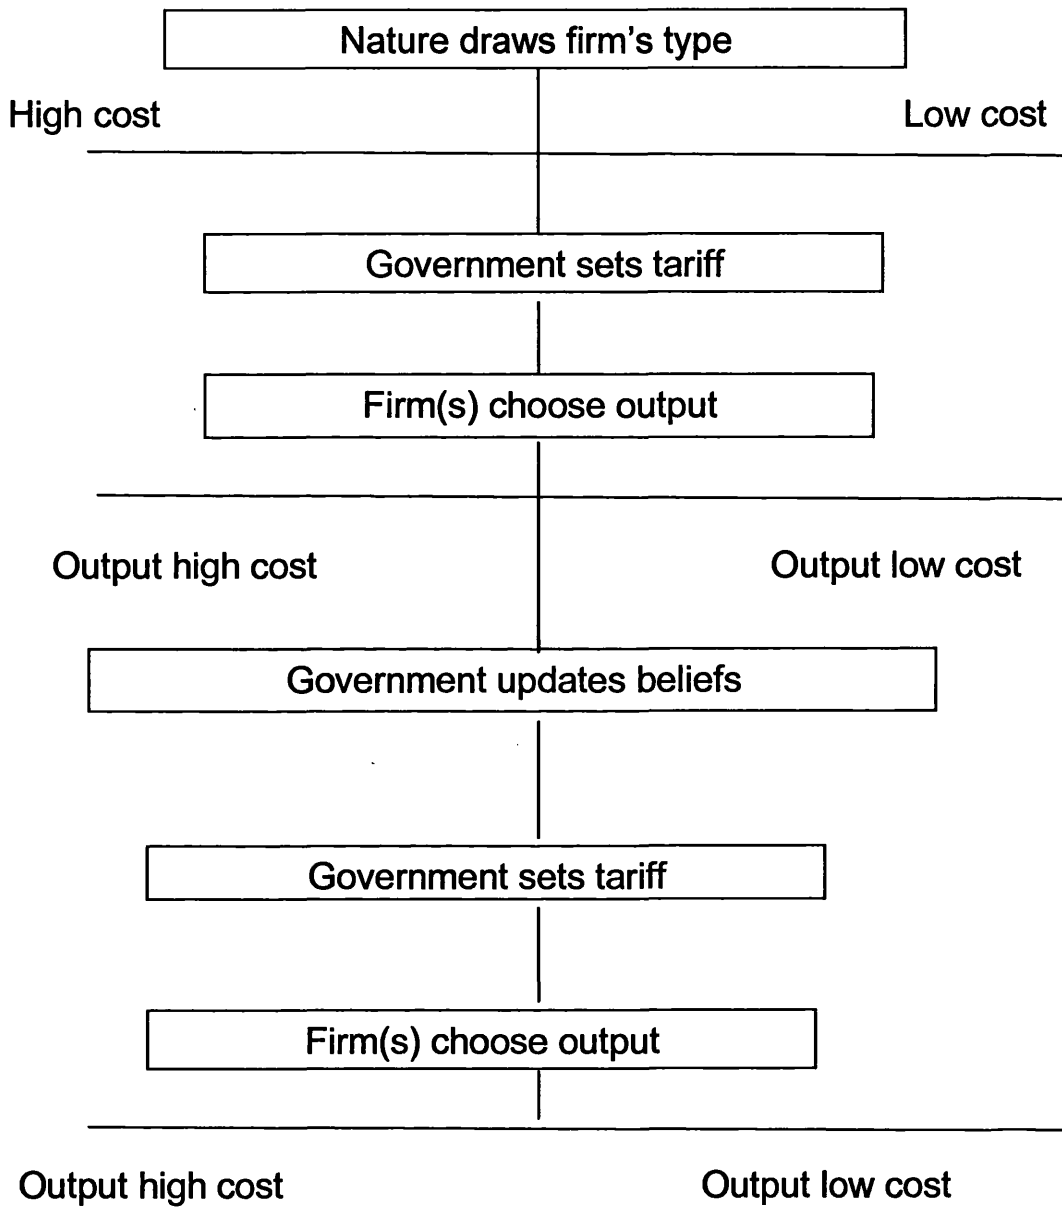 Nature draws firm's type
High cost
Low cost
Government sets tariff
Firm(s) choose output
Output high cost
Output low cost
Government updates beliefs
Government sets tariff
Firm(s) choose output
Output high cost
Output low cost